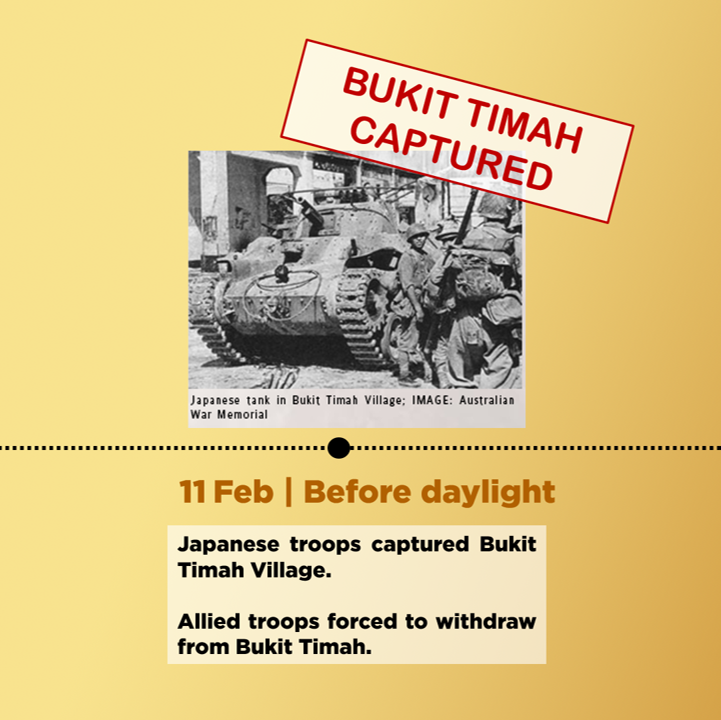 BUKIT TIMAH
CAPTURED
Japanese tank in Bukit Timah Village; IMAGE: Australian
War Memorial
11 Feb | Before daylight
Japanese troops captured Bukit
Timah Village.
Allied troops forced to withdraw
from Bukit Timah.